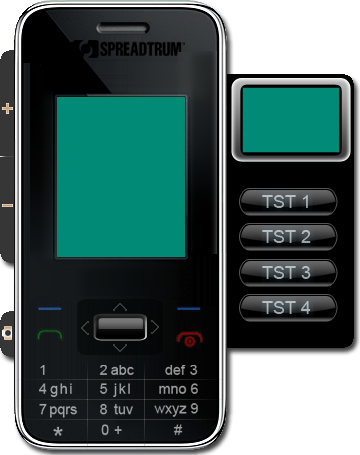 SPREADTRUM
+
−
TST 1
TST 2
TST 3
TST 4
1 2 abc def 3
4 ghi 5 jkl mno 6
7 pqrs 8 tuv wxyz 9
* 0 + #